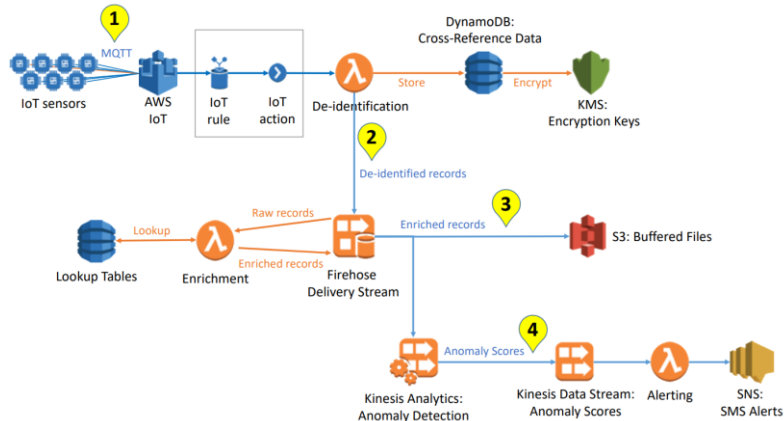 1
MQTT
IoT sensors
AWS
IoT
IoT
rule
IoT
action
De-identification
Store
DynamoDB:
Cross-Reference Data
Encrypt
KMS:
Encryption Keys
2
De-identified records
Lookup Tables
Lookup
Enrichment
Raw records
Enriched records
Firehose
Delivery Stream
Enriched records
3
S3: Buffered Files
Kinesis Analytics:
Anomaly Detection
Anomaly Scores
4
Kinesis Data Stream:
Anomaly Scores
Alerting
SNS:
SMS Alerts